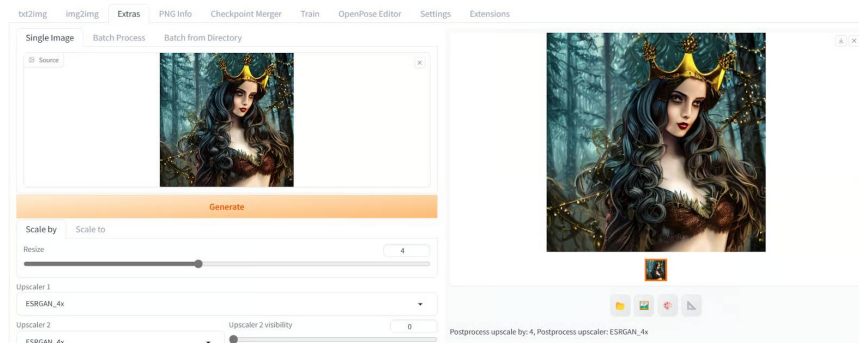 txt2img img2img Extras PNG Info Checkpoint Merger Train OpenPose Editor Settings Extensions
Single Image Batch Process Batch from Directory
Source
Generate
Scale by Scale to
Resize 4
Upscaler 1
ESRGAN_4x
Upscaler 2 Upscaler 2 visibility 0
ESRGAN_4x
Postprocess upscale by: 4, Postprocess upscaler: ESRGAN_4x